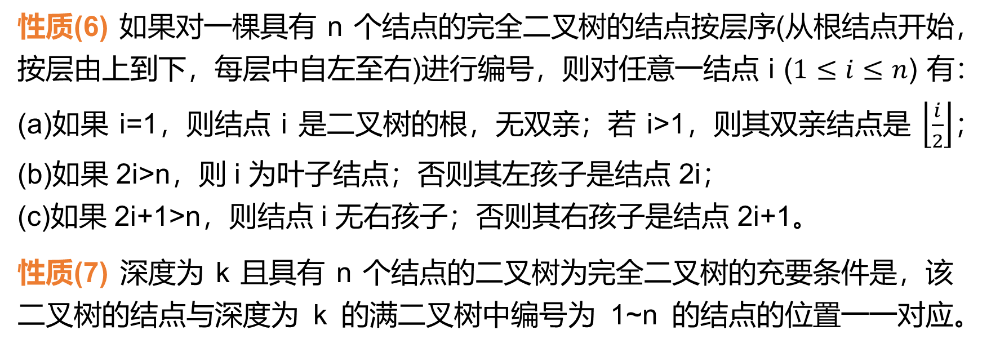 性质(6) 如果对一棵具有 n 个结点的完全二叉树的结点按层序(从根结点开始，
按层由上到下，每层中自左至右)进行编号，则对任意一结点 i (1 ≤ i ≤ n) 有：
(a)如果 i=1，则结点 i 是二叉树的根，无双亲；若 i>1，则其双亲结点是 ⌊i/2⌋；
(b)如果 2i>n，则 i 为叶子结点；否则其左孩子是结点 2i；
(c)如果 2i+1>n，则结点 i 无右孩子；否则其右孩子是结点 2i+1。
性质(7) 深度为 k 且具有 n 个结点的二叉树为完全二叉树的充要条件是，该
二叉树的结点与深度为 k 的满二叉树中编号为 1~n 的结点的位置一一对应。